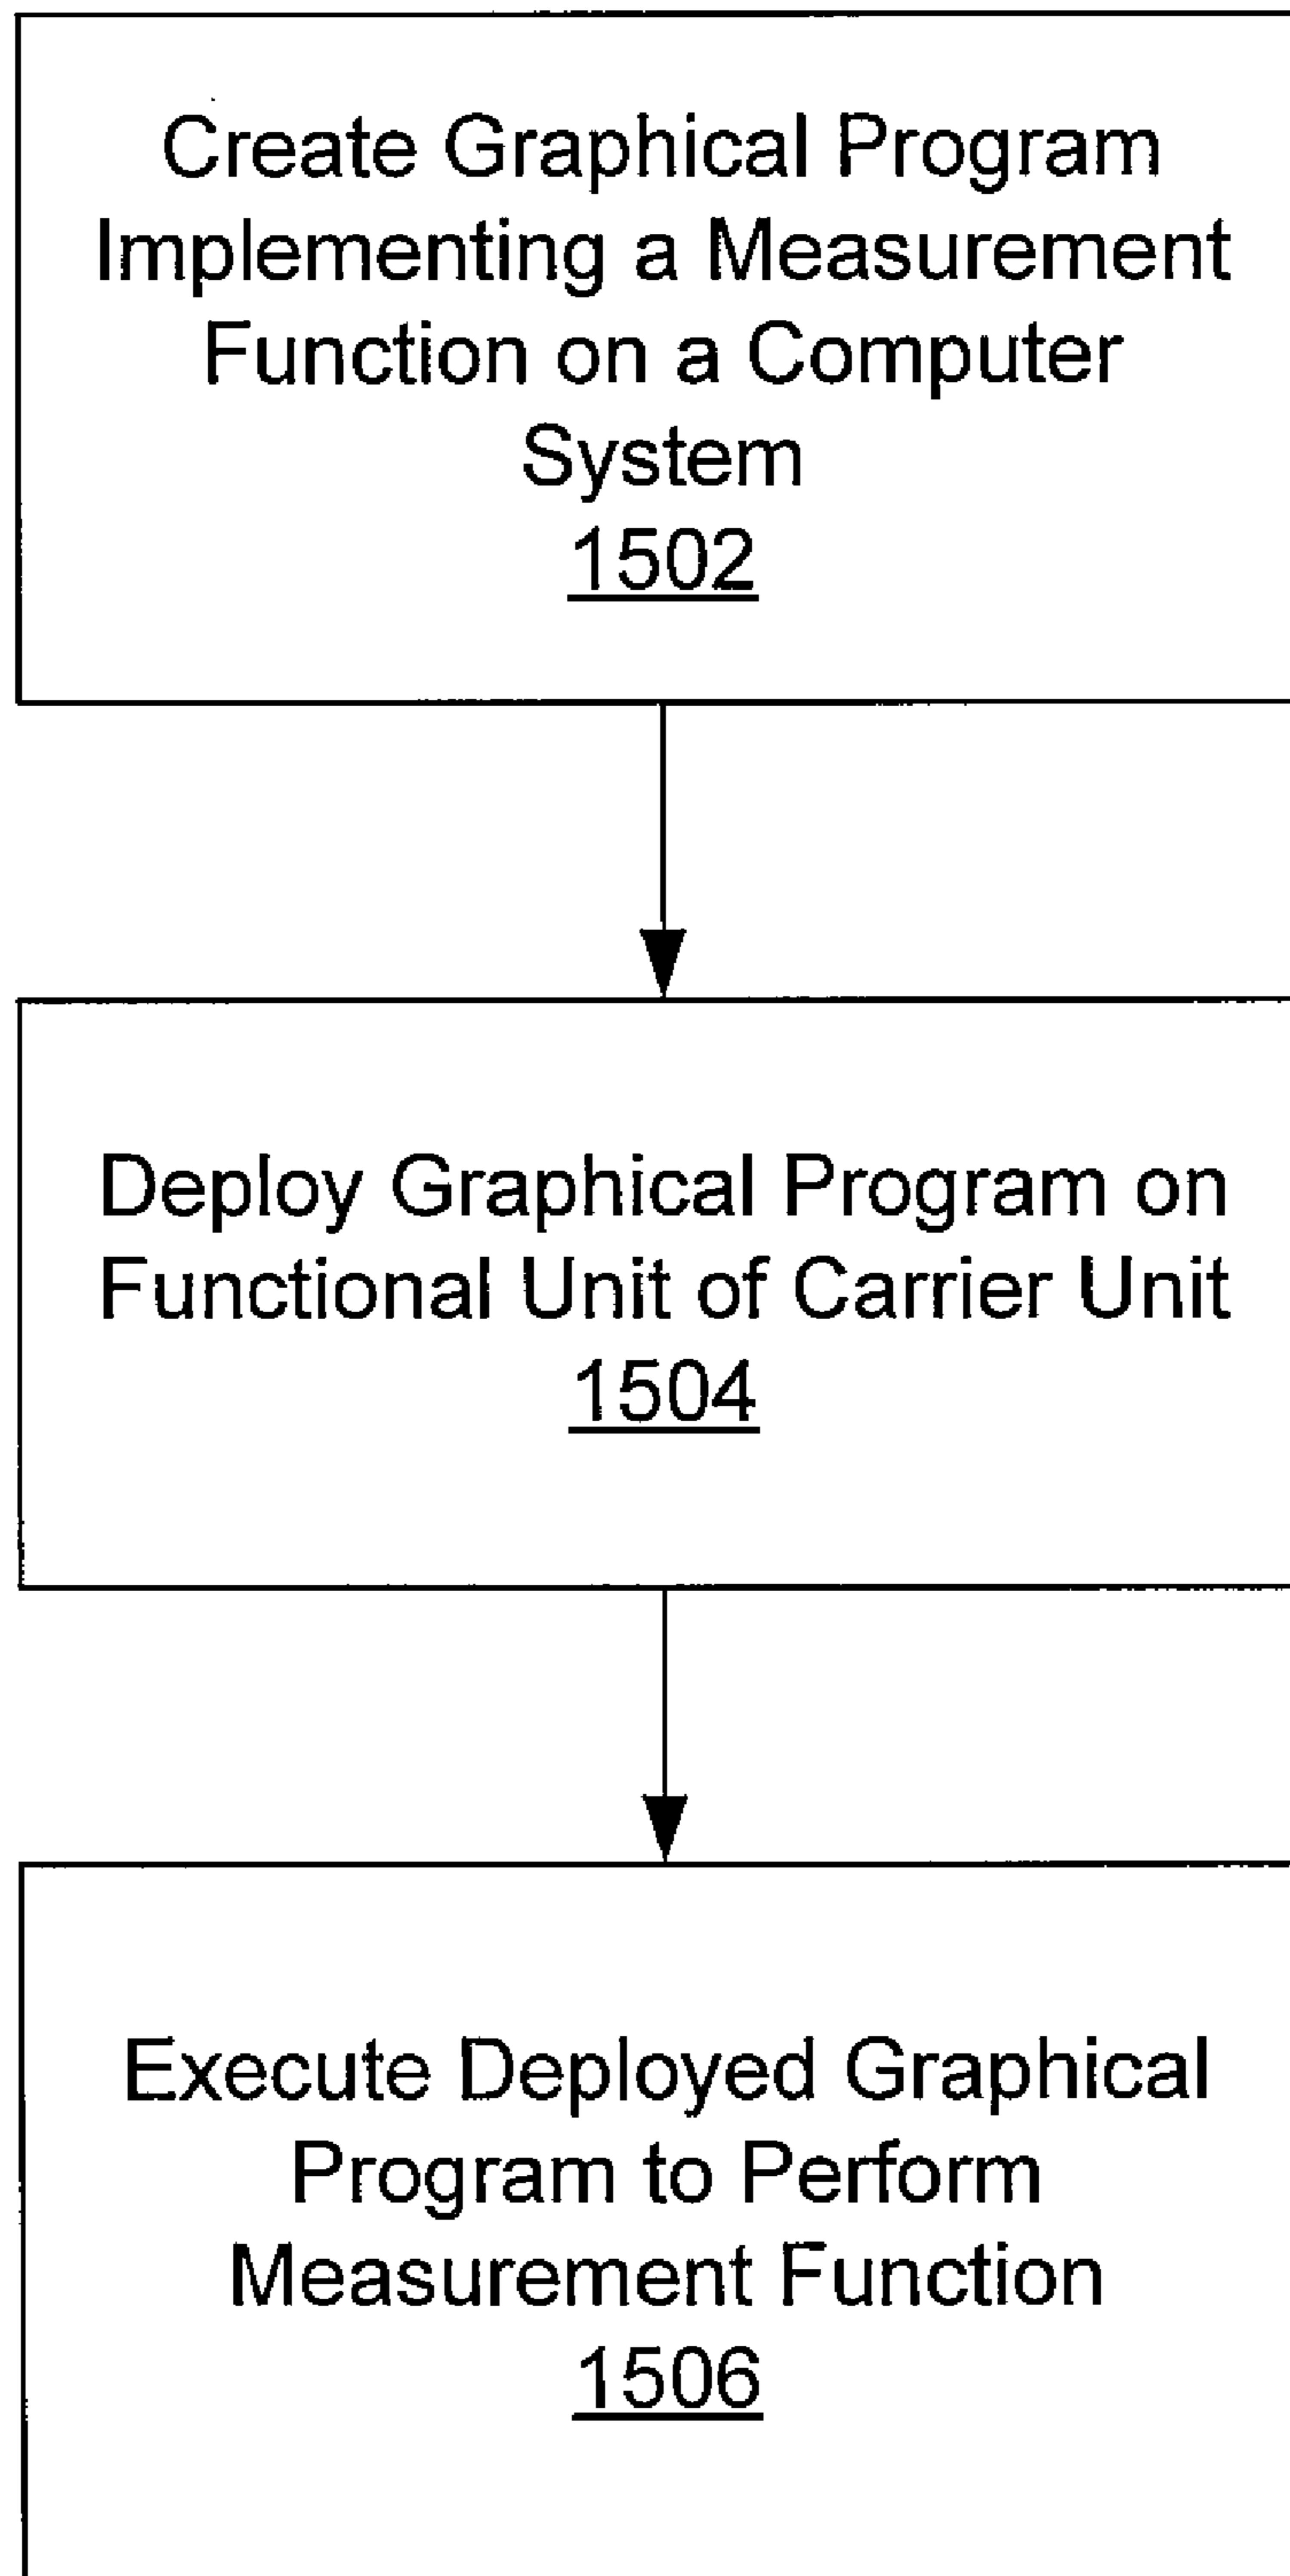 Create Graphical Program
Implementing a Measurement
Function on a Computer
System
1502
Deploy Graphical Program on
Functional Unit of Carrier Unit
1504
Execute Deployed Graphical
Program to Perform
Measurement Function
1506